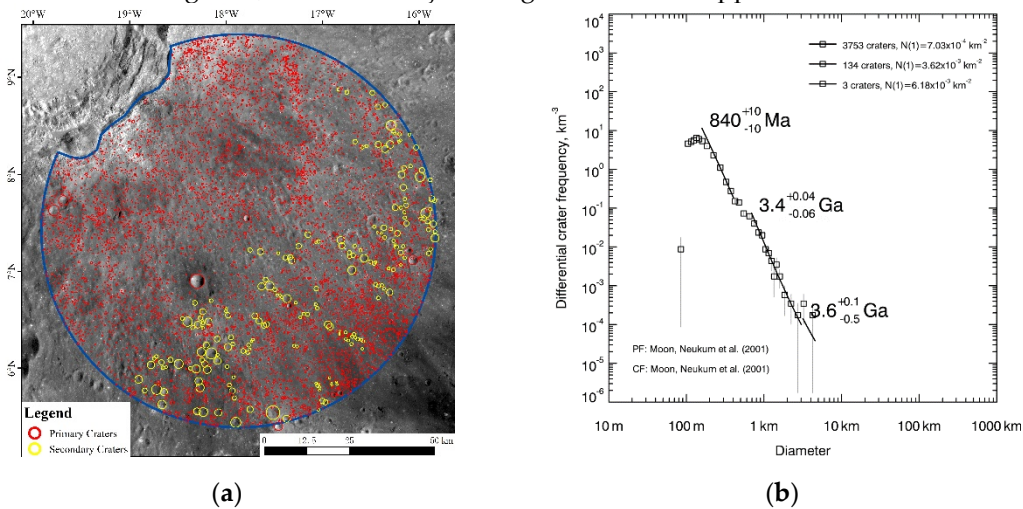 20°W 19°W 18°W 17°W 16°W
9°N
8°N
7°N
6°N
Legend
Primary Craters
Secondary Craters
0 12.5 25 50 km
(a)
Differential crater frequency, km⁻³
10⁴
10³
10²
10¹
10⁰
10⁻¹
10⁻²
10⁻³
10⁻⁴
10⁻⁵
10⁻⁶
3753 craters, N(1)=7.03x10⁻⁴ km⁻²
134 craters, N(1)=3.62x10⁻³ km⁻²
3 craters, N(1)=6.18x10⁻³ km⁻²
840 +10 -10 Ma
3.4 +0.04 -0.06 Ga
3.6 +0.1 -0.5 Ga
PF: Moon, Neukum et al. (2001)
CF: Moon, Neukum et al. (2001)
10 m 100 m 1 km 10 km 100 km 1000 km
Diameter
(b)